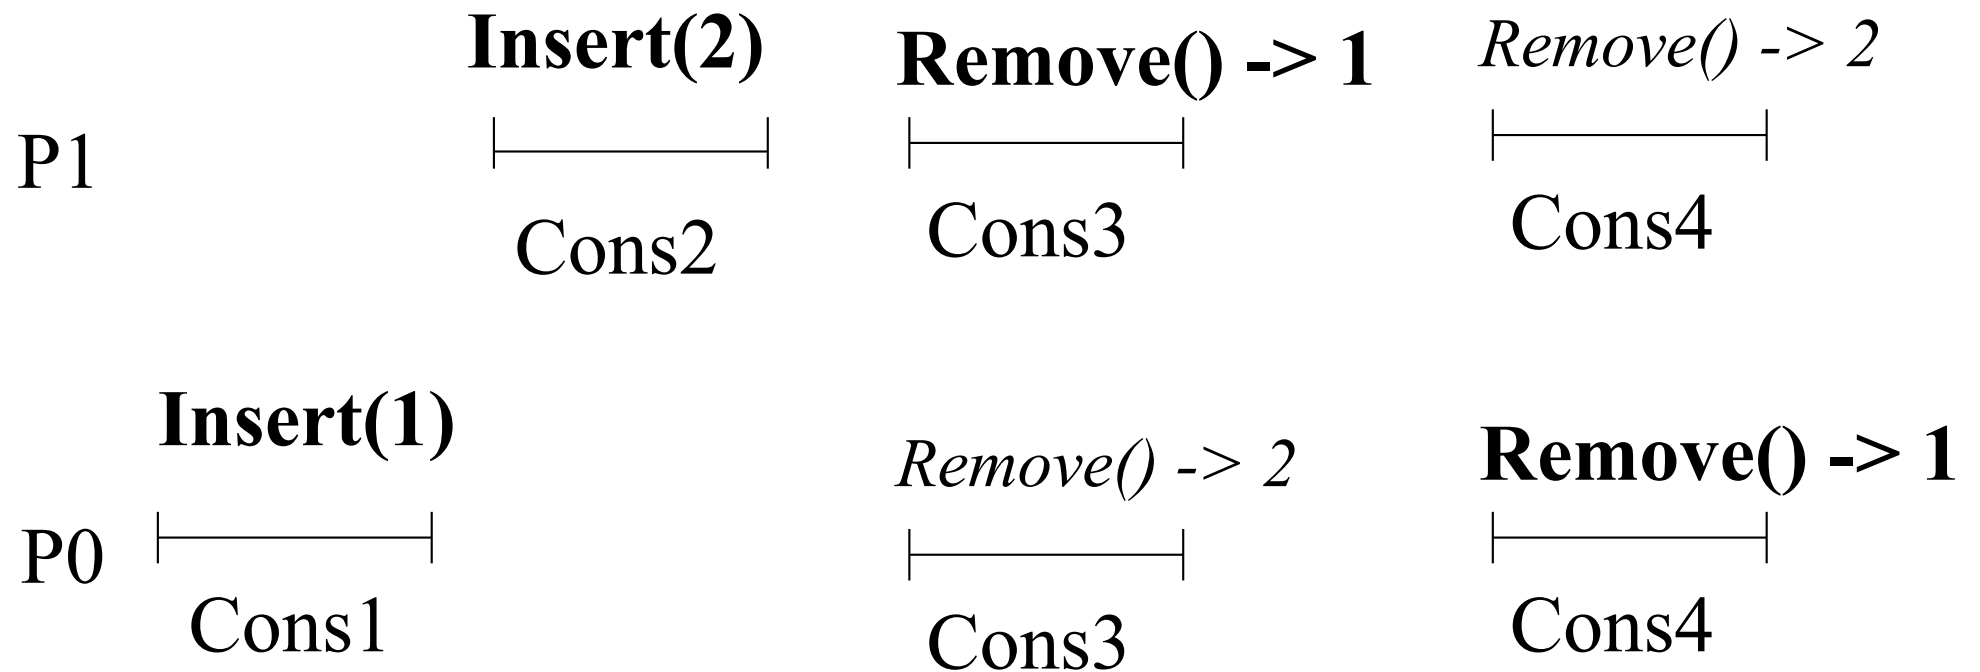 Insert(2)
Remove() -> 1
Remove() -> 2
P1
Cons2
Cons3
Cons4
Insert(1)
Remove() -> 2
Remove() -> 1
P0
Cons1
Cons3
Cons4